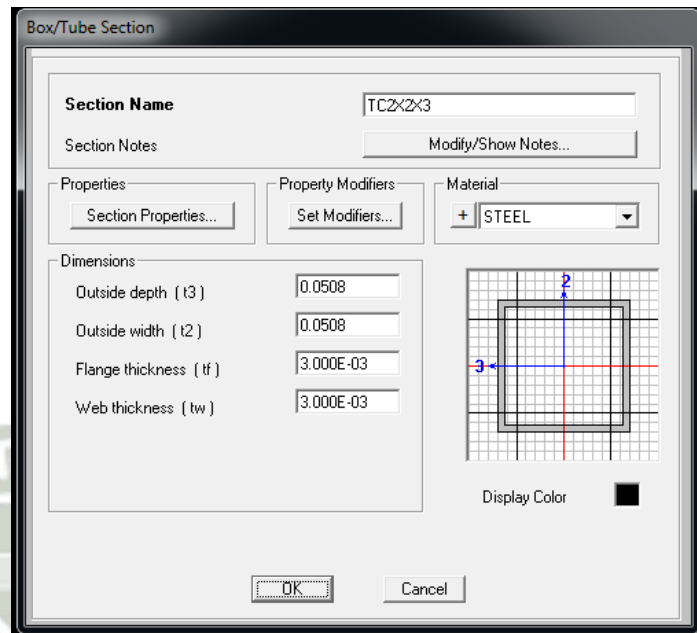 Box/Tube Section
Section Name TC2X2X3
Section Notes Modify/Show Notes...
Properties Property Modifiers Material
Section Properties... Set Modifiers... + STEEL
Dimensions
Outside depth ( t3 ) 0.0508
Outside width ( t2 ) 0.0508
Flange thickness ( tf ) 3.000E-03
Web thickness ( tw ) 3.000E-03
2
3
Display Color
OK Cancel